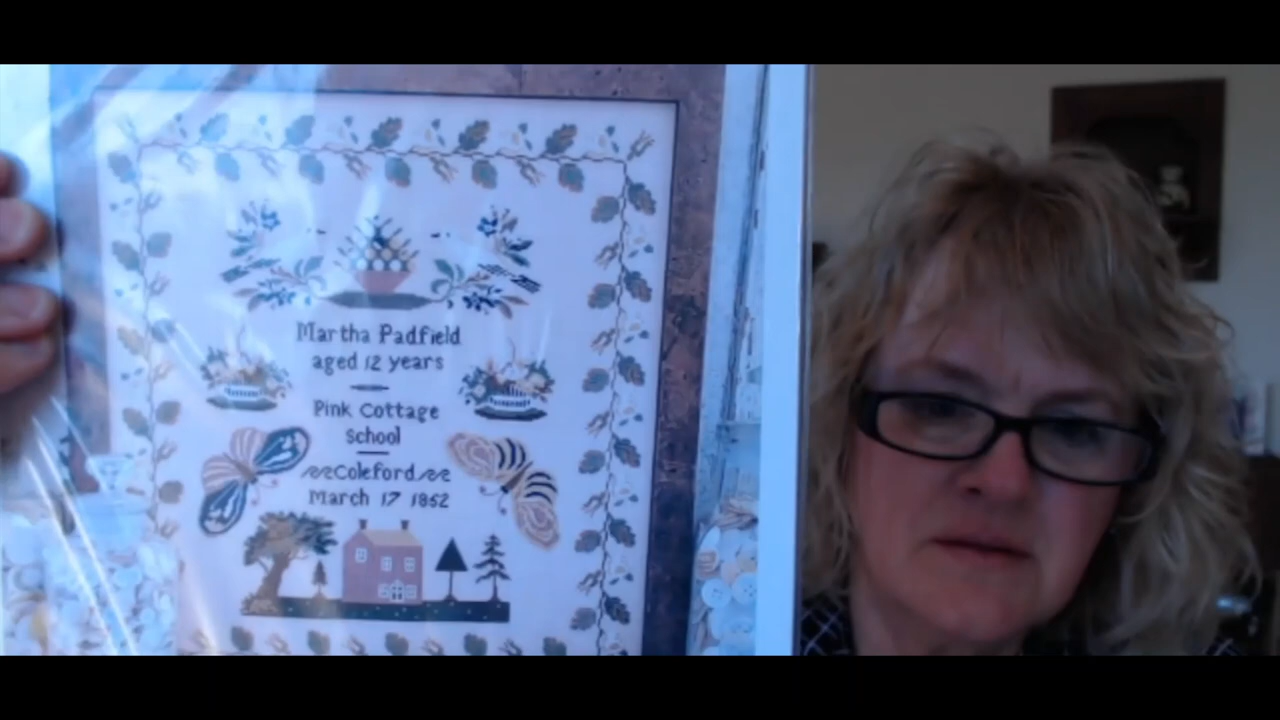 Martha Padfield
aged 12 years
Pink Cottage
School
Coleford
March 17 1852